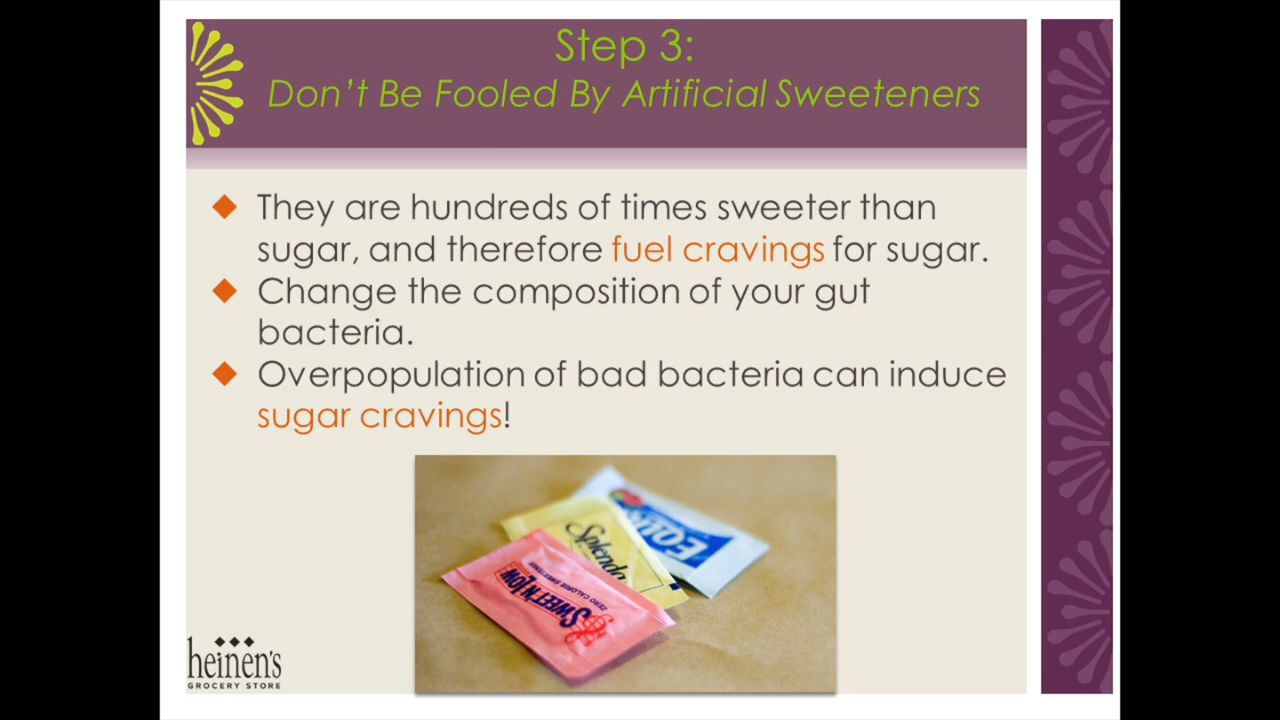 Step 3:
Don't Be Fooled By Artificial Sweeteners
They are hundreds of times sweeter than
sugar, and therefore fuel cravings for sugar.
Change the composition of your gut
bacteria.
Overpopulation of bad bacteria can induce
sugar cravings!
EQU
Splenda
SWEET'N LOW
ZERO CALORIE SWEETENER
heinen's
GROCERY STORE